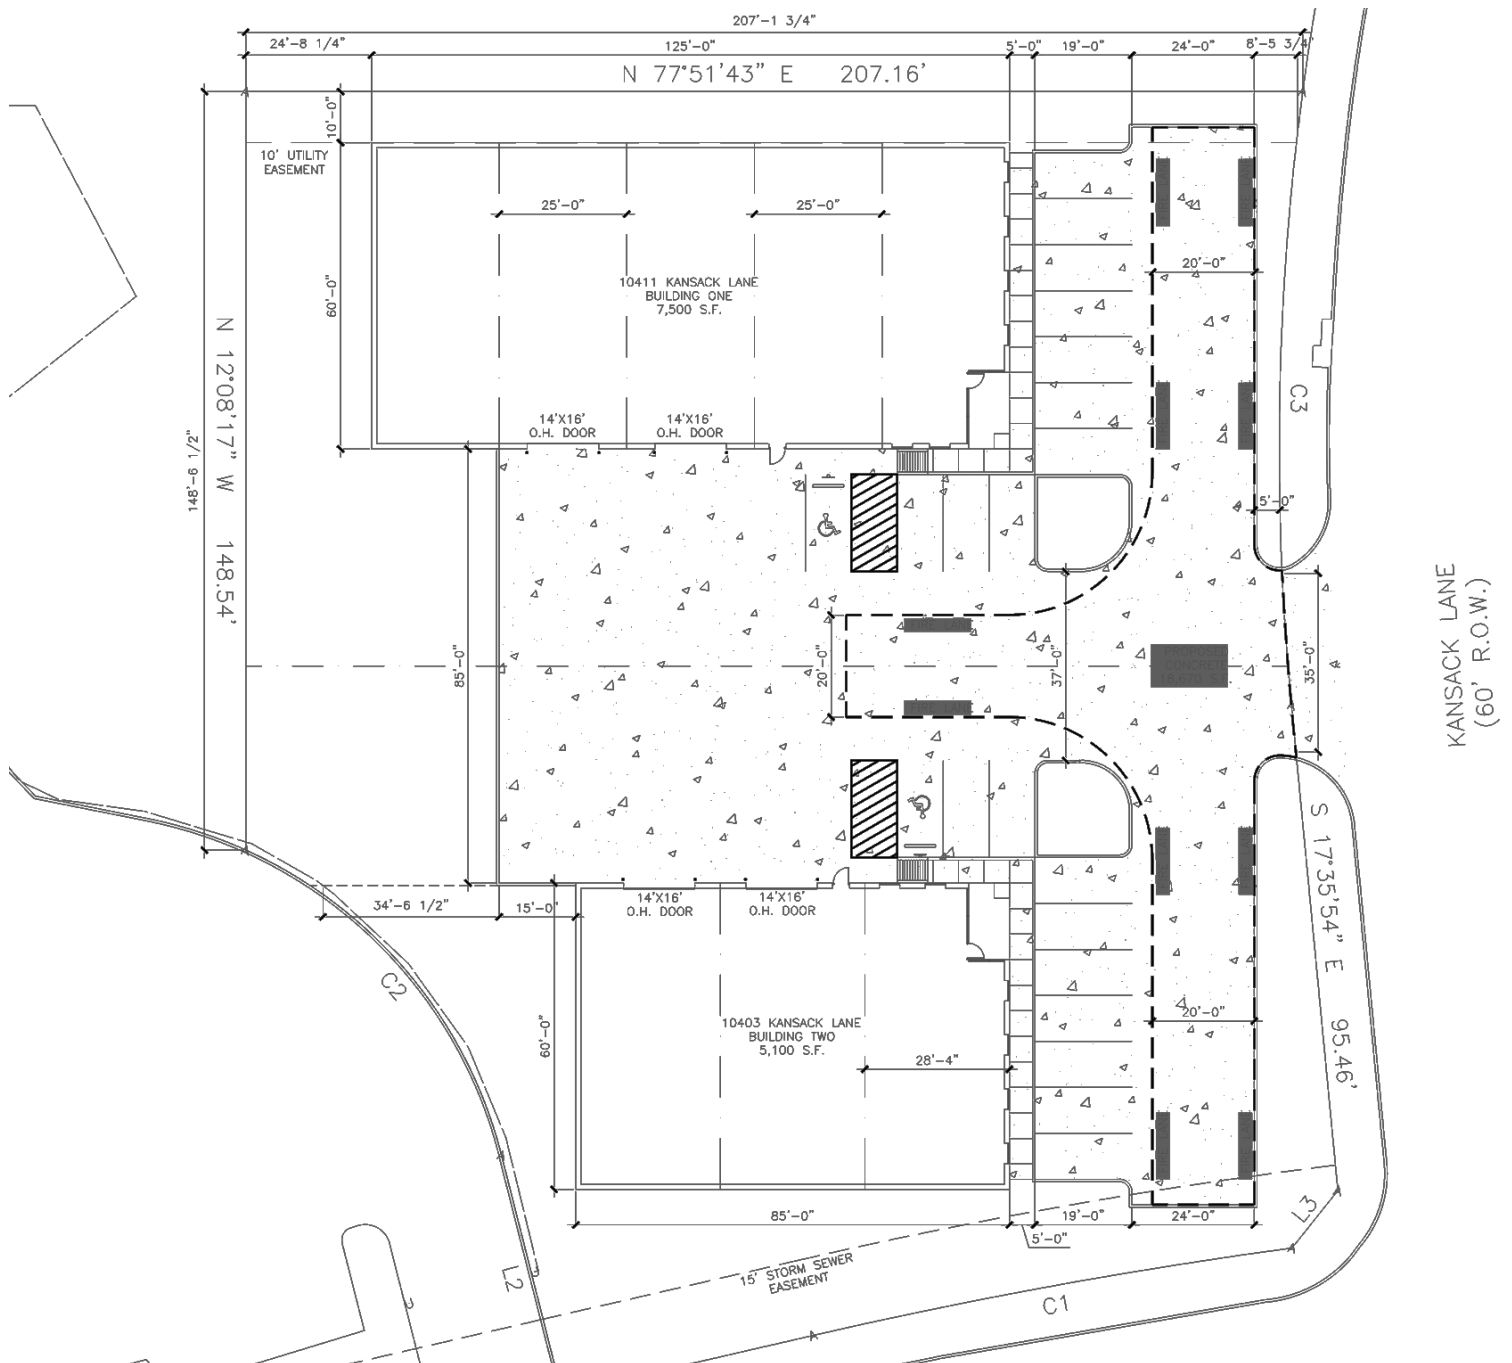 207'-1 3/4"
24'-8 1/4"
125'-0"
5'-0"
19'-0"
24'-0"
8'-5 3/4"
N 77°51'43" E 207.16'
10'-0"
10' UTILITY
EASEMENT
25'-0"
25'-0"
20'-0"
60'-0"
10411 KANSACK LANE
BUILDING ONE
7,500 S.F.
N 12°08'17" W 148.54'
148'-6 1/2"
C3
14'X16'
O.H. DOOR
14'X16'
O.H. DOOR
5'-0"
85'-0"
20'-0"
FIRE LANE
FIRE LANE
37'-0"
PROPOSED
CONCRETE
35'-0"
KANSACK LANE
(60' R.O.W.)
S 17°35'54" E 95.46'
34'-6 1/2"
15'-0"
14'X16'
O.H. DOOR
14'X16'
O.H. DOOR
C2
60'-0"
10403 KANSACK LANE
BUILDING TWO
5,100 S.F.
28'-4"
20'-0"
85'-0"
5'-0"
19'-0"
24'-0"
L3
L2
15' STORM SEWER
EASEMENT
C1